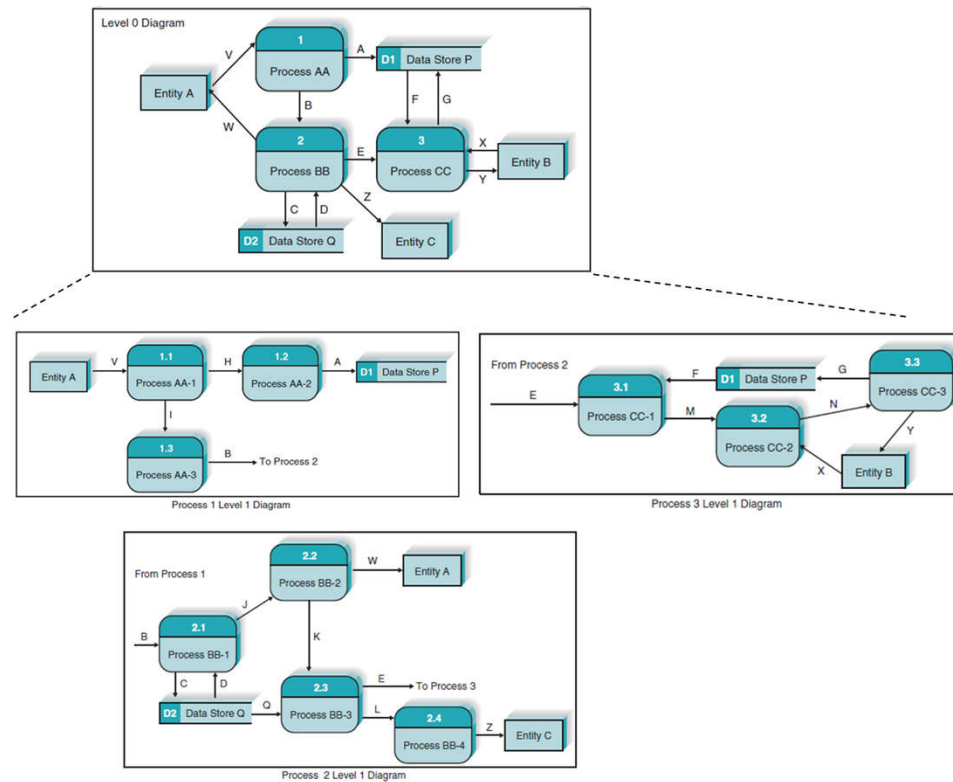 Level 0 Diagram
1
Process AA
V
A
D1 Data Store P
Entity A
B
F
G
W
2
Process BB
E
3
Process CC
X
Y
Entity B
Z
C
D
D2 Data Store Q
Entity C
Entity A
V
1.1
Process AA-1
H
1.2
Process AA-2
A
D1 Data Store P
I
1.3
Process AA-3
B
To Process 2
Process 1 Level 1 Diagram
From Process 2
E
3.1
Process CC-1
F
D1 Data Store P
G
3.3
Process CC-3
M
3.2
Process CC-2
N
Y
X
Entity B
Process 3 Level 1 Diagram
From Process 1
2.2
Process BB-2
W
Entity A
J
B
2.1
Process BB-1
K
C
D
D2 Data Store Q
Q
2.3
Process BB-3
E
To Process 3
L
2.4
Process BB-4
Z
Entity C
Process 2 Level 1 Diagram